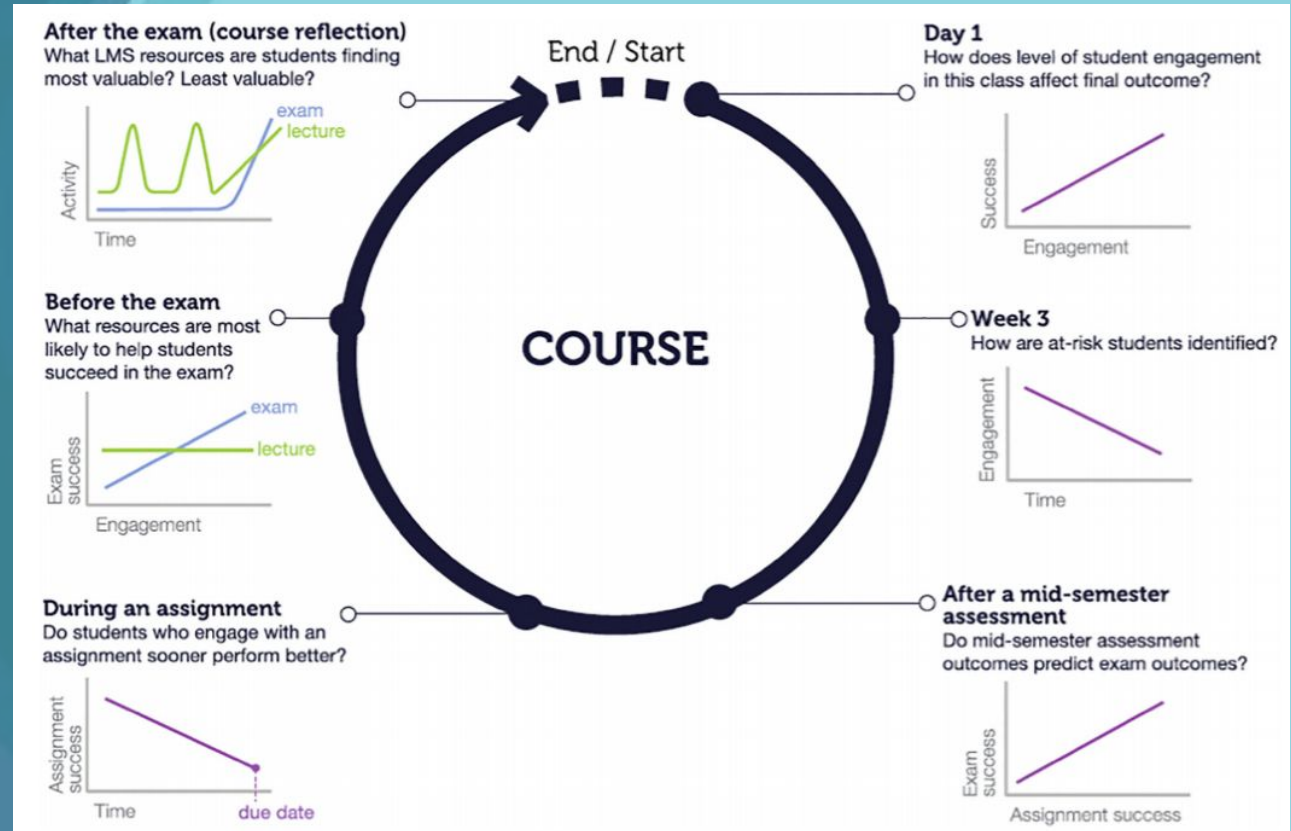 End / Start
COURSE
Day 1
How does level of student engagement
in this class affect final outcome?
Success
Engagement
Week 3
How are at-risk students identified?
Engagement
Time
After a mid-semester
assessment
Do mid-semester assessment
outcomes predict exam outcomes?
Exam
success
Assignment success
During an assignment
Do students who engage with an
assignment sooner perform better?
Assignment
success
Time
due date
Before the exam
What resources are most
likely to help students
succeed in the exam?
exam
lecture
Exam
success
Engagement
After the exam (course reflection)
What LMS resources are students finding
most valuable? Least valuable?
exam
lecture
Activity
Time